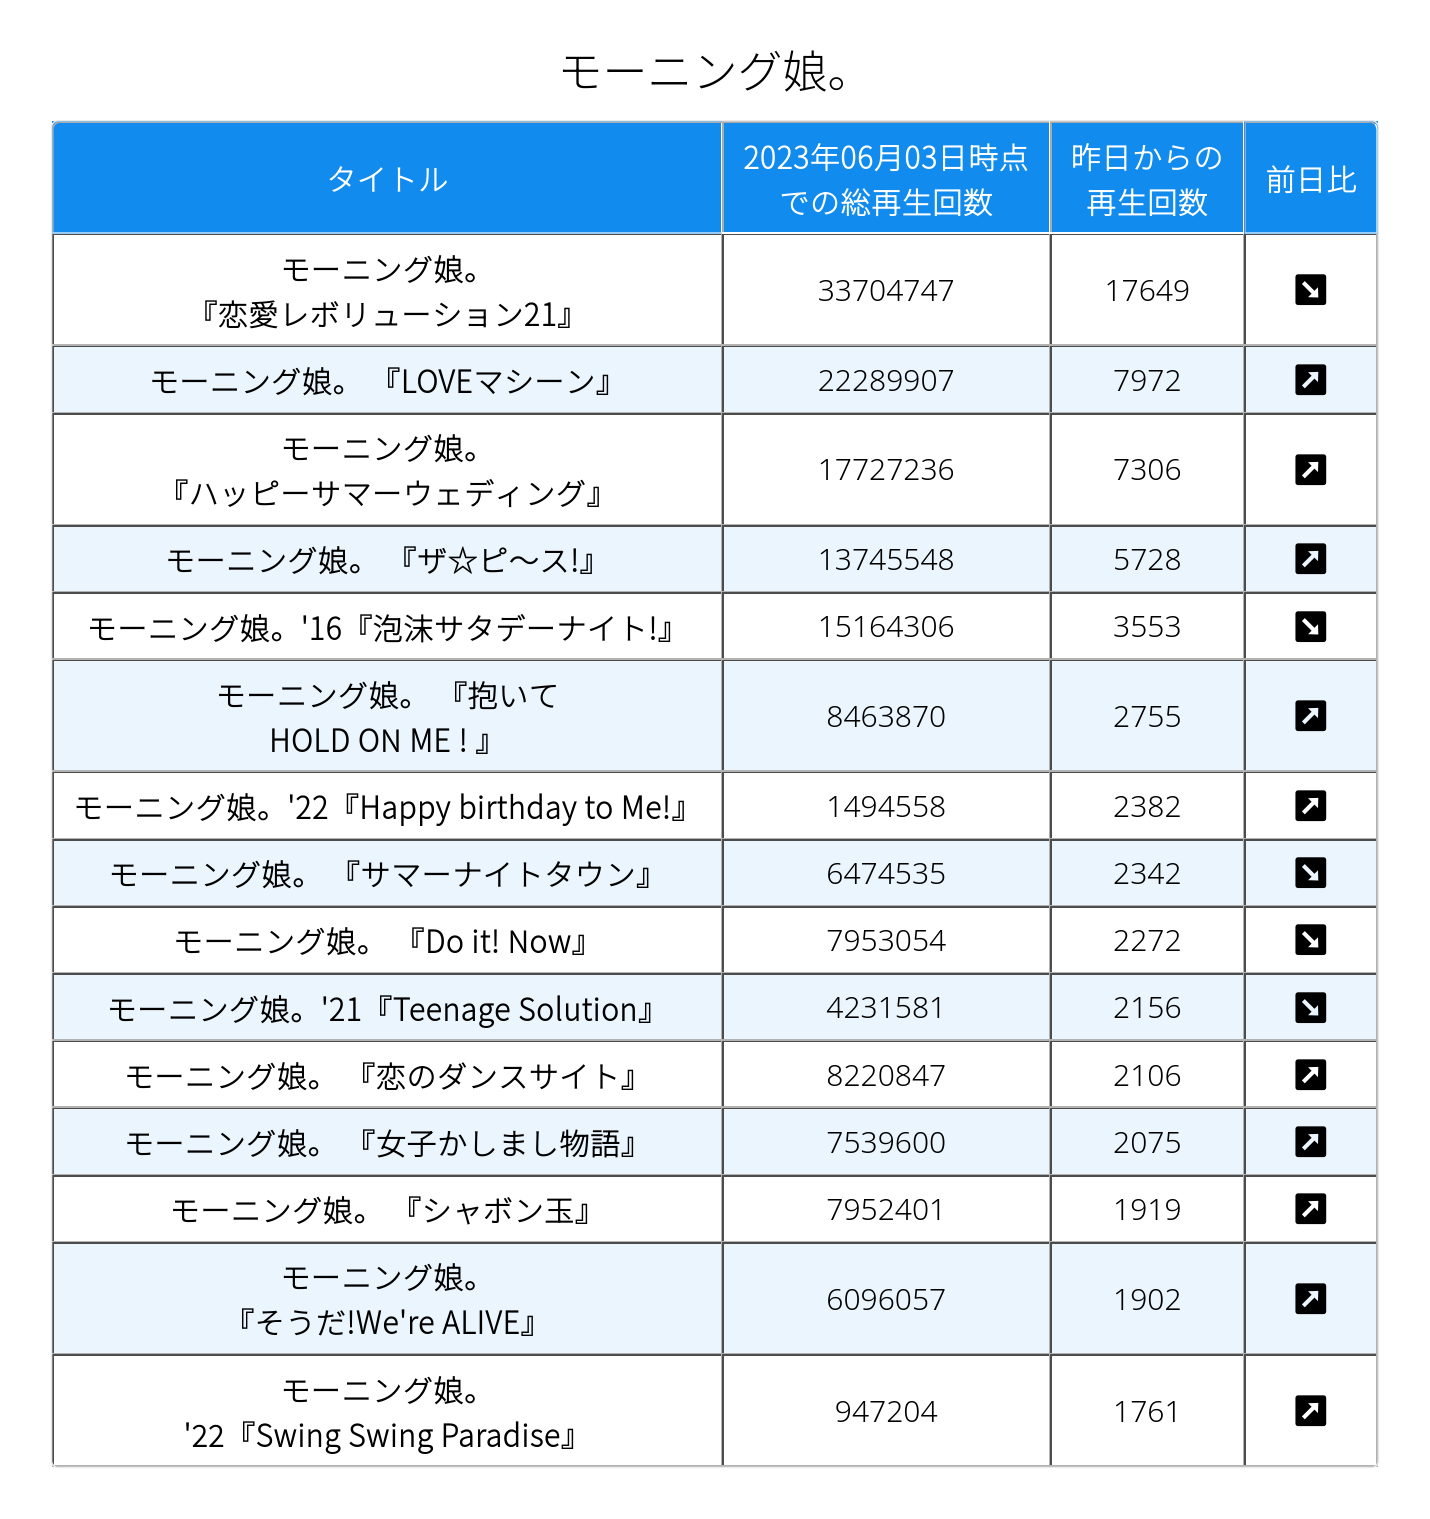 モーニング娘。
タイトル
2023年06月03日時点
での総再生回数
昨日からの
再生回数
前日比
モーニング娘。
『恋愛レボリューション21』
33704747
17649
モーニング娘。 『LOVEマシーン』
22289907
7972
モーニング娘。
『ハッピーサマーウェディング』
17727236
7306
モーニング娘。 『ザ☆ピ〜ス!』
13745548
5728
モーニング娘。'16『泡沫サタデーナイト!』
15164306
3553
モーニング娘。 『抱いて
HOLD ON ME ! 』
8463870
2755
モーニング娘。'22『Happy birthday to Me!』
1494558
2382
モーニング娘。 『サマーナイトタウン』
6474535
2342
モーニング娘。 『Do it! Now』
7953054
2272
モーニング娘。'21『Teenage Solution』
4231581
2156
モーニング娘。 『恋のダンスサイト』
8220847
2106
モーニング娘。 『女子かしまし物語』
7539600
2075
モーニング娘。 『シャボン玉』
7952401
1919
モーニング娘。
『そうだ!We're ALIVE』
6096057
1902
モーニング娘。
'22『Swing Swing Paradise』
947204
1761